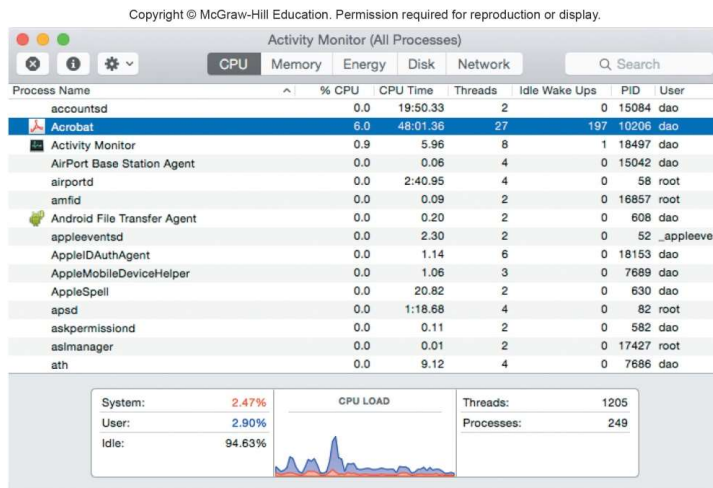 Copyright © McGraw-Hill Education. Permission required for reproduction or display.
Activity Monitor (All Processes)
CPU Memory Energy Disk Network Search
Process Name % CPU CPU Time Threads Idle Wake Ups PID User
accountsd 0.0 19:50.33 2 0 15084 dao
Acrobat 6.0 48:01.36 27 197 10206 dao
Activity Monitor 0.9 5.96 8 1 18497 dao
AirPort Base Station Agent 0.0 0.06 4 0 15042 dao
airportd 0.0 2:40.95 4 0 58 root
amfid 0.0 0.09 2 0 16857 root
Android File Transfer Agent 0.0 0.20 2 0 608 dao
appleeventsd 0.0 2.30 2 0 52 _appleeve
AppleIDAuthAgent 0.0 1.14 6 0 18153 dao
AppleMobileDeviceHelper 0.0 1.06 3 0 7689 dao
AppleSpell 0.0 20.82 2 0 630 dao
apsd 0.0 1:18.68 4 0 82 root
askpermissiond 0.0 0.11 2 0 582 dao
aslmanager 0.0 0.01 2 0 17427 root
ath 0.0 9.12 4 0 7686 dao
System: 2.47% CPU LOAD Threads: 1205
User: 2.90% Processes: 249
Idle: 94.63%